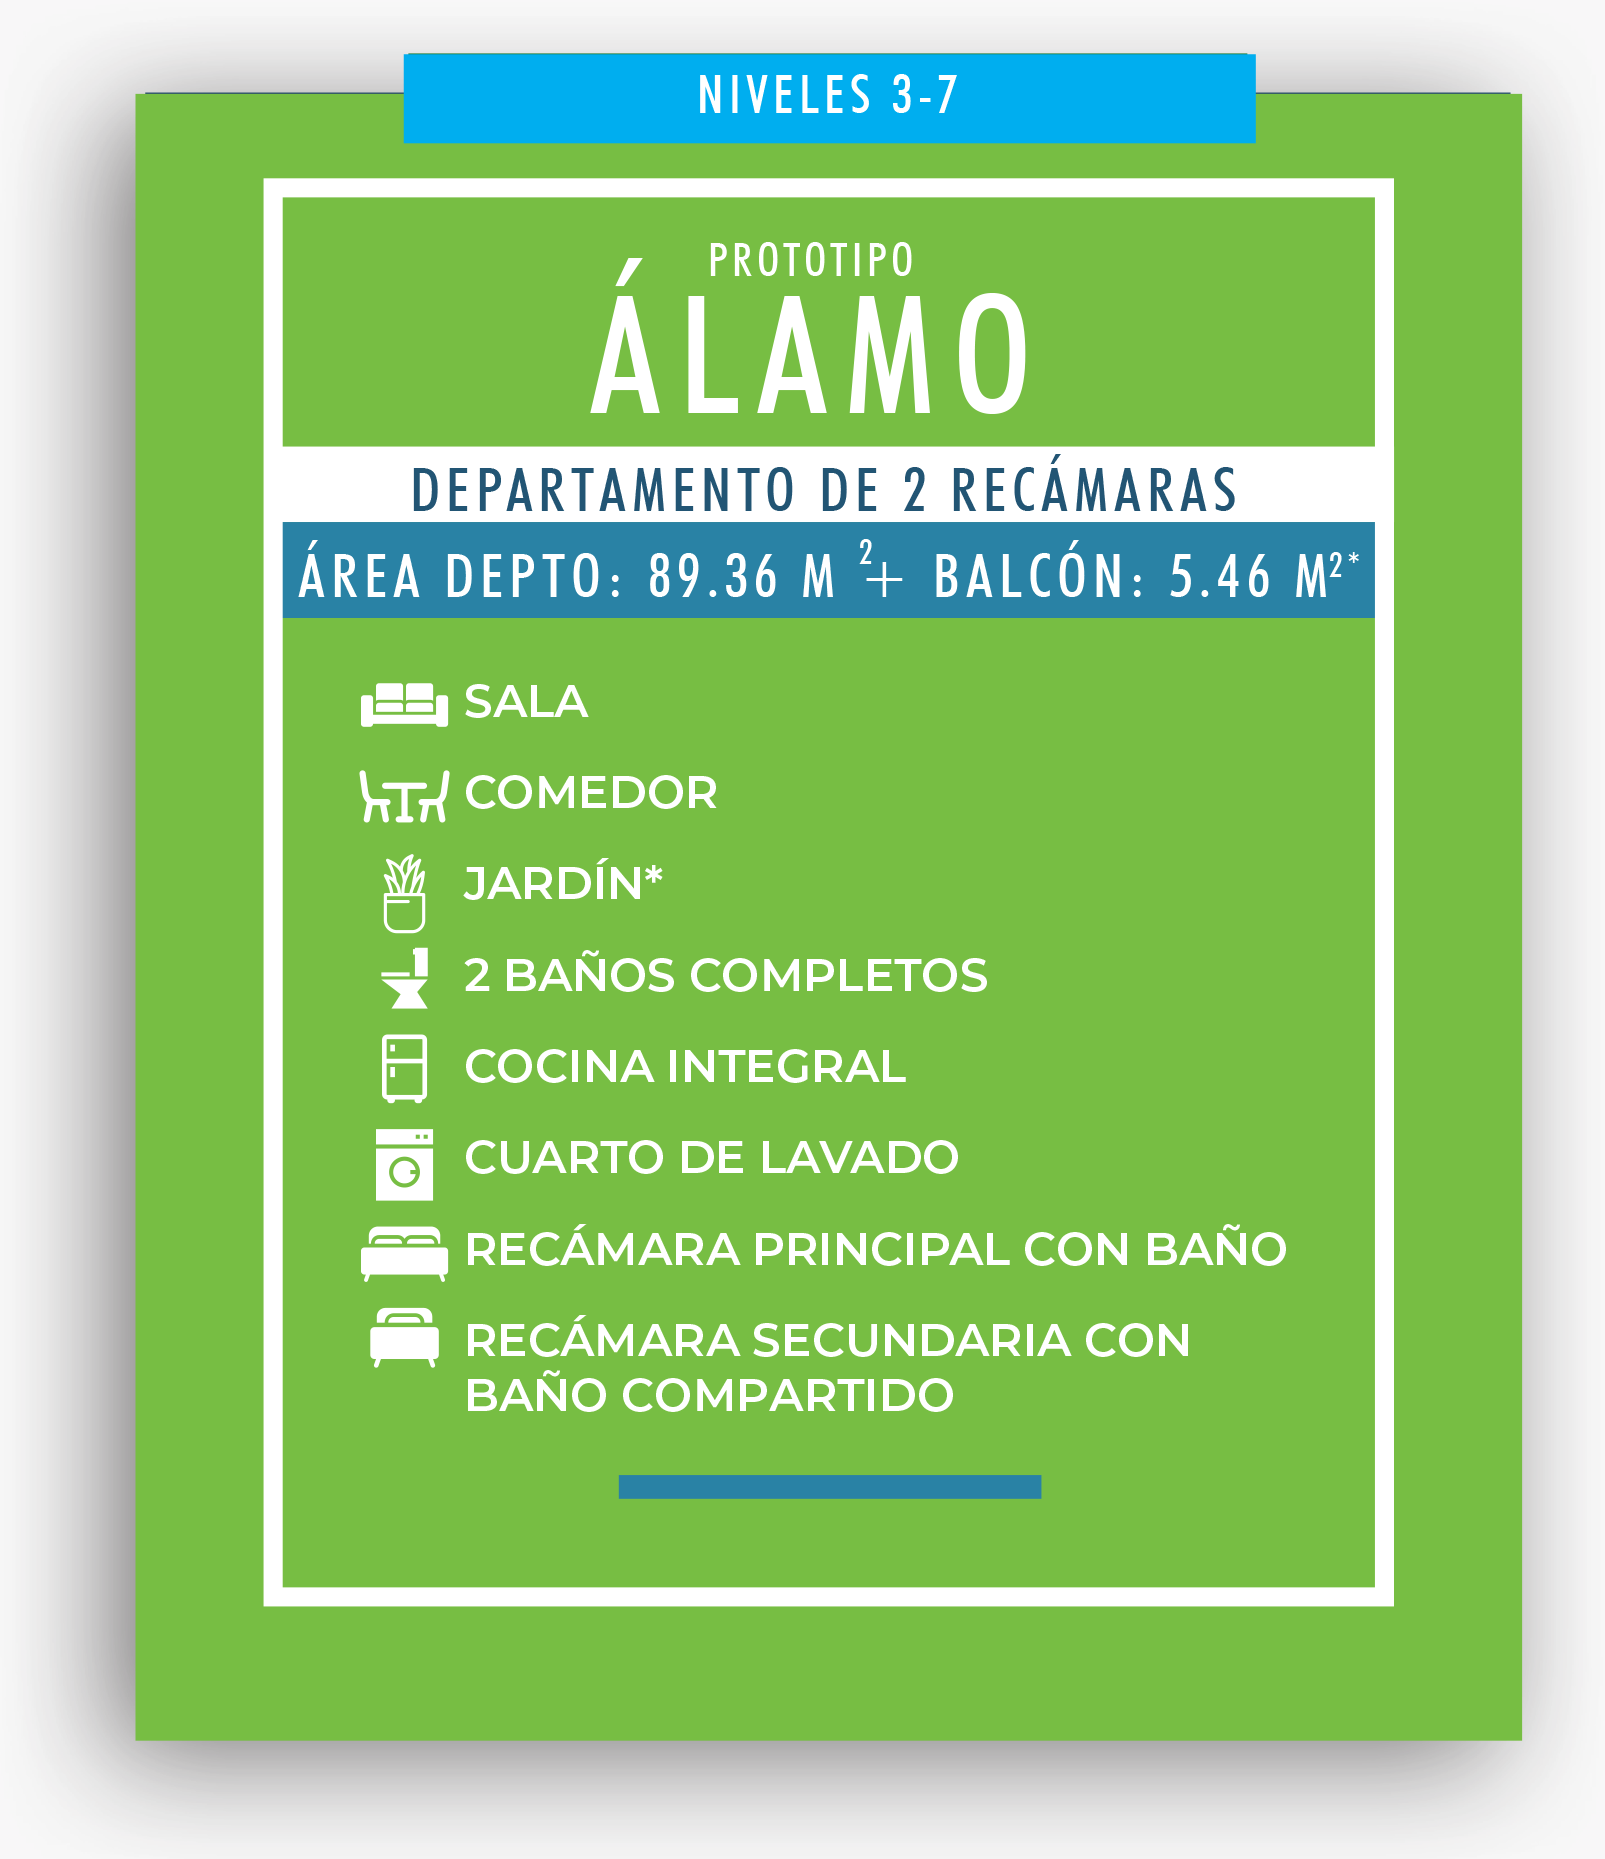 NIVELES 3-7
PROTOTIPO
ÁLAMO
DEPARTAMENTO DE 2 RECÁMARAS
ÁREA DEPTO: 89.36 M ²+ BALCÓN: 5.46 M²*
SALA
COMEDOR
JARDÍN*
2 BAÑOS COMPLETOS
COCINA INTEGRAL
CUARTO DE LAVADO
RECÁMARA PRINCIPAL CON BAÑO
RECÁMARA SECUNDARIA CON
BAÑO COMPARTIDO